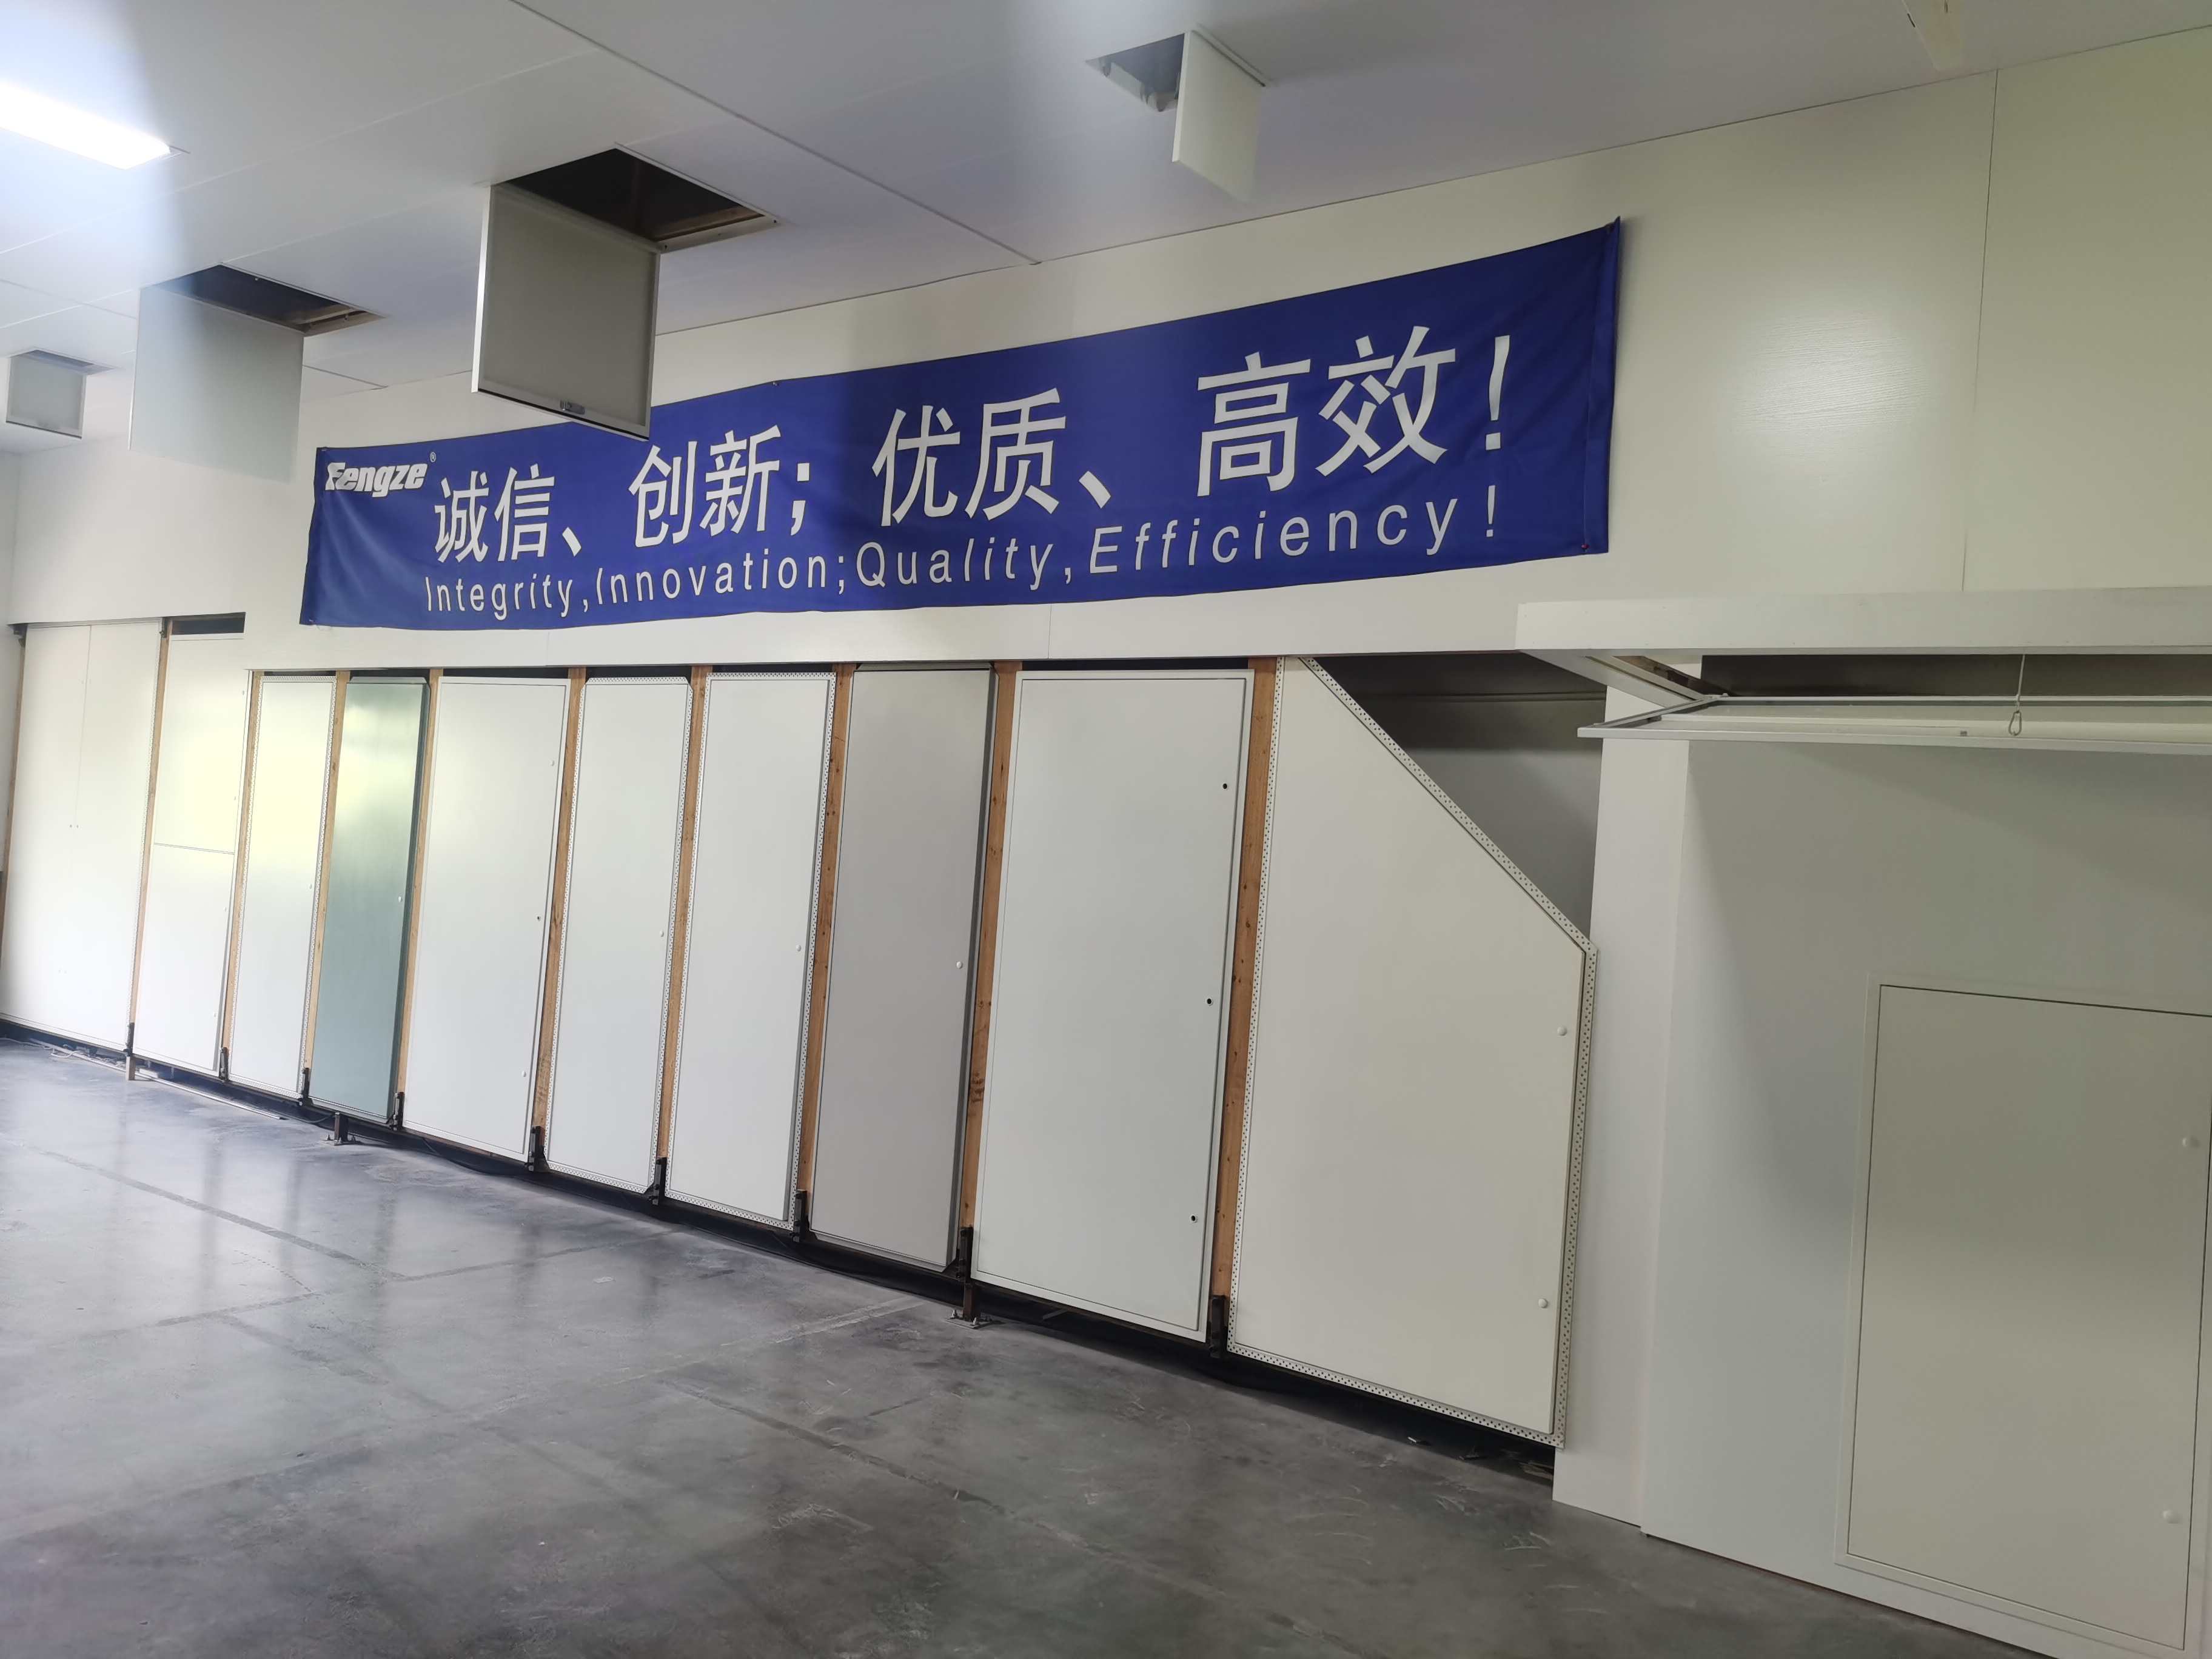 Fengze®
诚信、创新；优质、高效！
Integrity,Innovation;Quality,Efficiency!